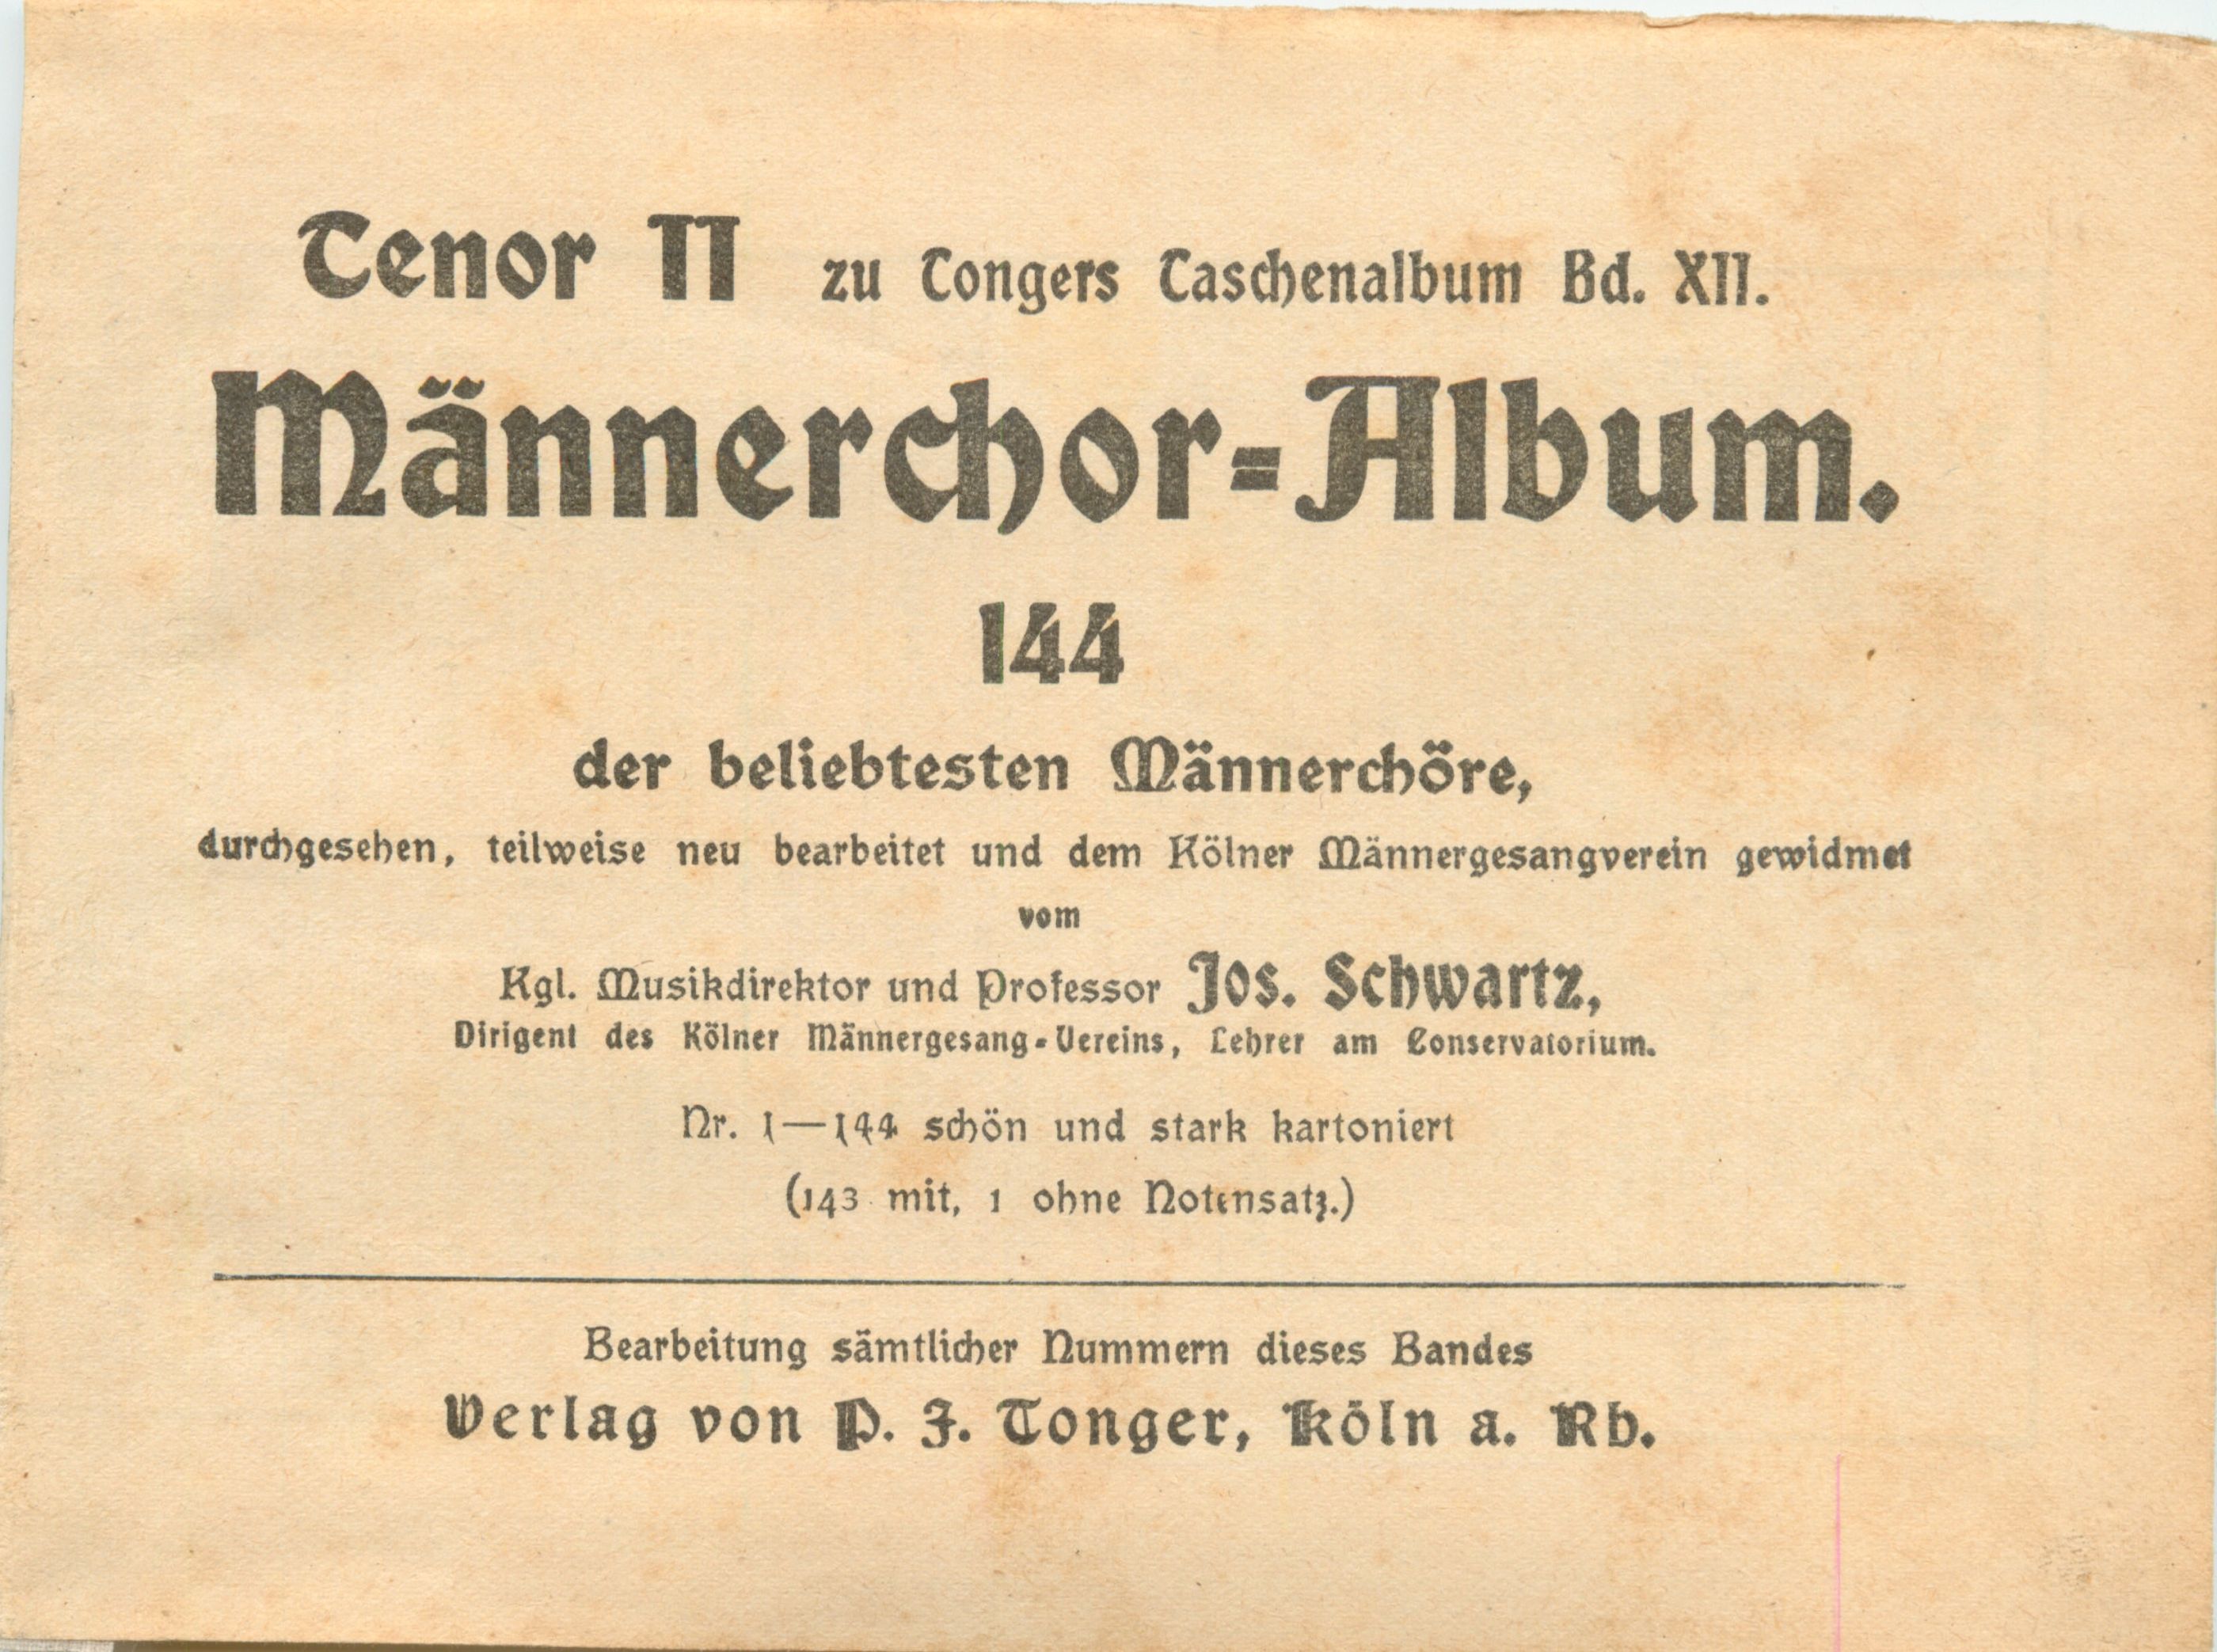 Tenor II zu Tongers Taschenalbum Bd. XII.
Männerchor-Album.
144
der beliebtesten Männerchöre,
durchgesehen, teilweise neu bearbeitet und dem Kölner Männergesangverein gewidmet
vom
Kgl. Musikdirektor und Professor Jos. Schwartz,
Dirigent des Kölner Männergesang-Vereins, Lehrer am Conservatorium.
Nr. 1—144 schön und stark kartoniert
(143 mit, 1 ohne Notensatz.)
Bearbeitung sämtlicher Nummern dieses Bandes
Verlag von P. J. Tonger, Köln a. Rh.